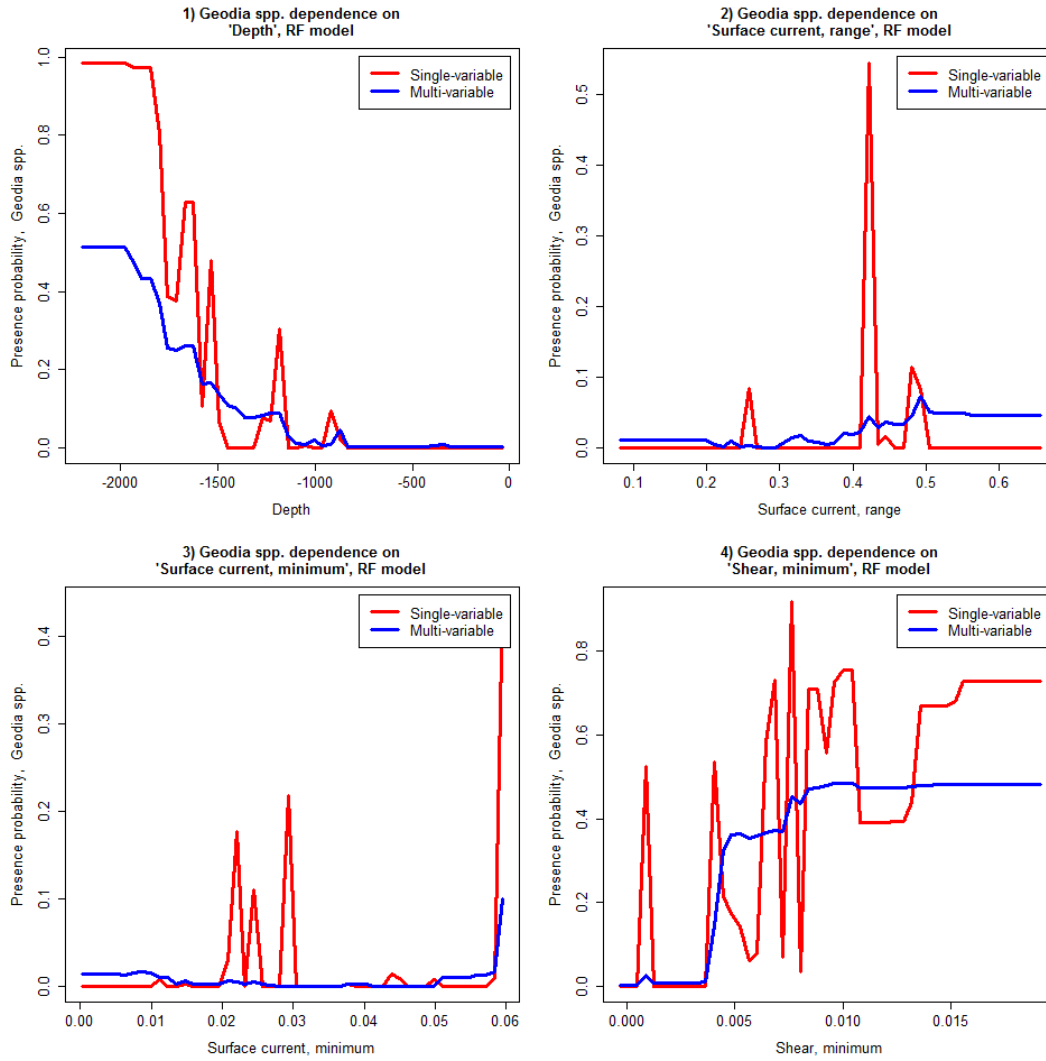 1) Geodia spp. dependence on
'Depth', RF model
Single-variable
Multi-variable
Presence probability, Geodia spp.
1.0
0.8
0.6
0.4
0.2
0.0
-2000 -1500 -1000 -500 0
Depth
2) Geodia spp. dependence on
'Surface current, range', RF model
Single-variable
Multi-variable
Presence probability, Geodia spp.
0.5
0.4
0.3
0.2
0.1
0.0
0.1 0.2 0.3 0.4 0.5 0.6
Surface current, range
3) Geodia spp. dependence on
'Surface current, minimum', RF model
Single-variable
Multi-variable
Presence probability, Geodia spp.
0.4
0.3
0.2
0.1
0.0
0.00 0.01 0.02 0.03 0.04 0.05 0.06
Surface current, minimum
4) Geodia spp. dependence on
'Shear, minimum', RF model
Single-variable
Multi-variable
Presence probability, Geodia spp.
0.8
0.6
0.4
0.2
0.0
0.000 0.005 0.010 0.015
Shear, minimum